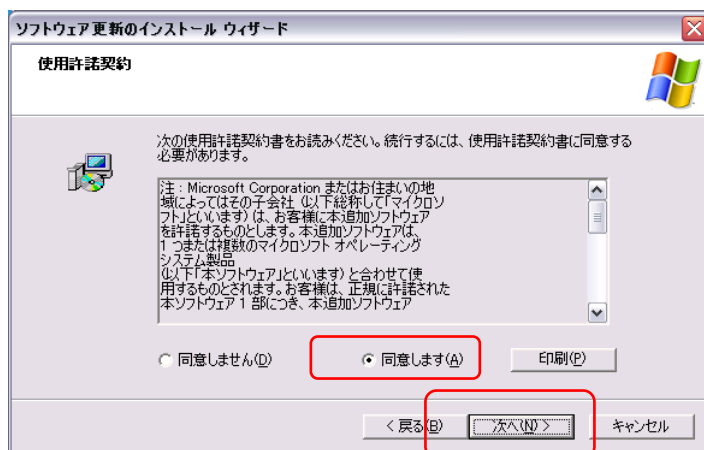 ソフトウェア更新のインストール ウィザード
使用許諾契約
次の使用許諾契約書をお読みください。続行するには、使用許諾契約書に同意する
必要があります。
注 : Microsoft Corporation またはお住まいの地
域によってはその子会社 (以下総称して「マイクロソ
フト」といいます) は、お客様に本追加ソフトウェア
を許諾するものとします。本追加ソフトウェアは、
1 つまたは複数のマイクロソフト オペレーティング
システム製品
(以下「本ソフトウェア」といいます) と合わせて使
用するものとされます。お客様は、正規に許諾された
本ソフトウェア 1 部につき、本追加ソフトウェア
同意しません(D) 同意します(A) 印刷(P)
< 戻る(B) 次へ(N) > キャンセル